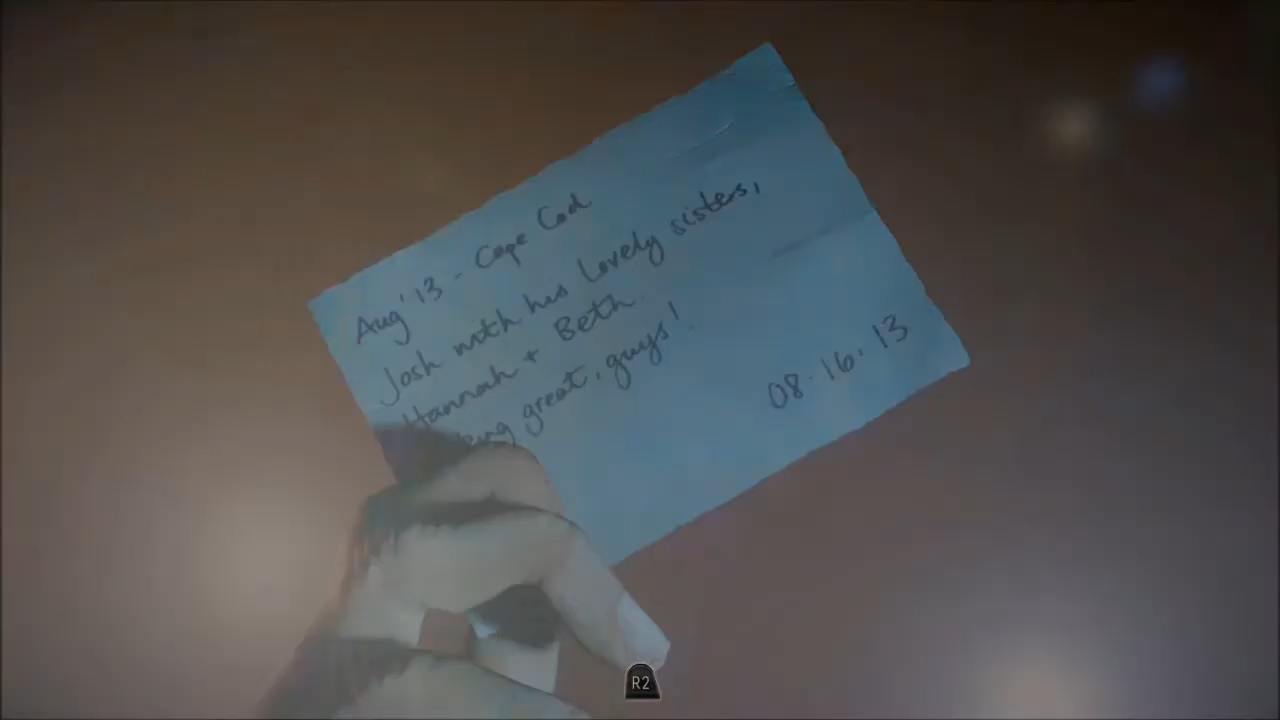 Aug '13 - Cape Cod
Josh with his lovely sisters,
Hannah + Beth.
great, guys!
08.16.13
R2